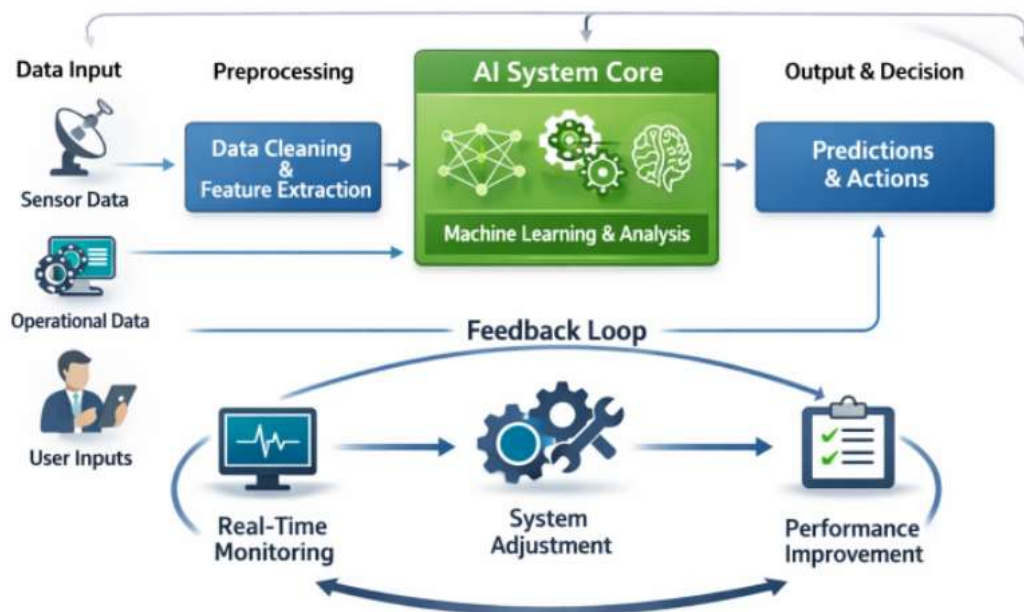 Data Input
Preprocessing
AI System Core
Output & Decision
Sensor Data
Data Cleaning
&
Feature Extraction
Machine Learning & Analysis
Predictions
& Actions
Operational Data
User Inputs
Feedback Loop
Real-Time
Monitoring
System
Adjustment
Performance
Improvement